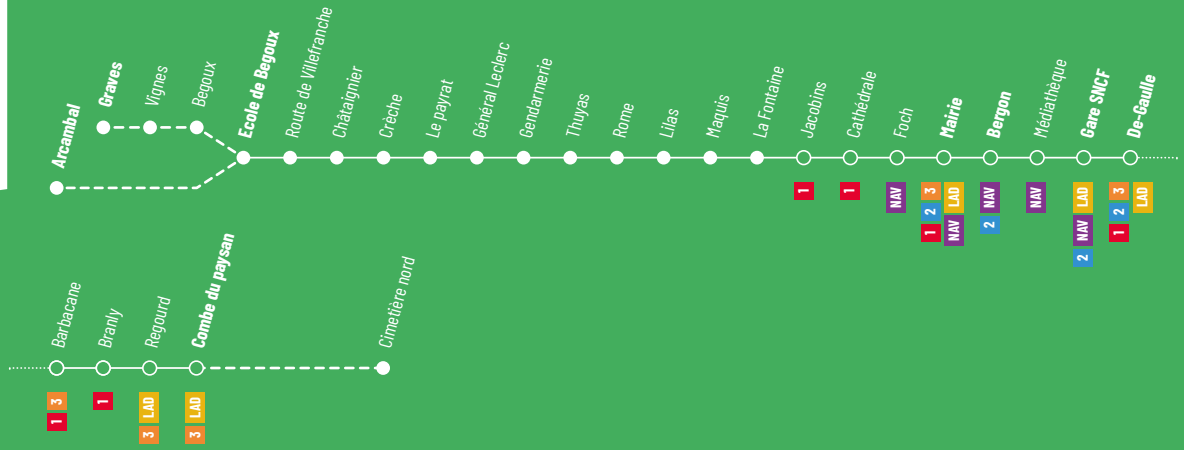 Arcambal
Graves
Vignes
Begoux
Ecole de Begoux
Route de Villefranche
Châtaignier
Crèche
Le payrat
Général Leclerc
Gendarmerie
Thuyas
Rome
Lilas
Maquis
La Fontaine
Jacobins
Cathédrale
Foch
Mairie
Bergon
Médiathèque
Gare SNCF
De-Gaulle
1
1
NAV
1 2 3
NAV LAD
2 NAV
NAV
2 NAV LAD
1 2 3
LAD
Barbacane
Branly
Regourd
Combe du paysan
Cimetière nord
1 3
1
3 LAD
3 LAD